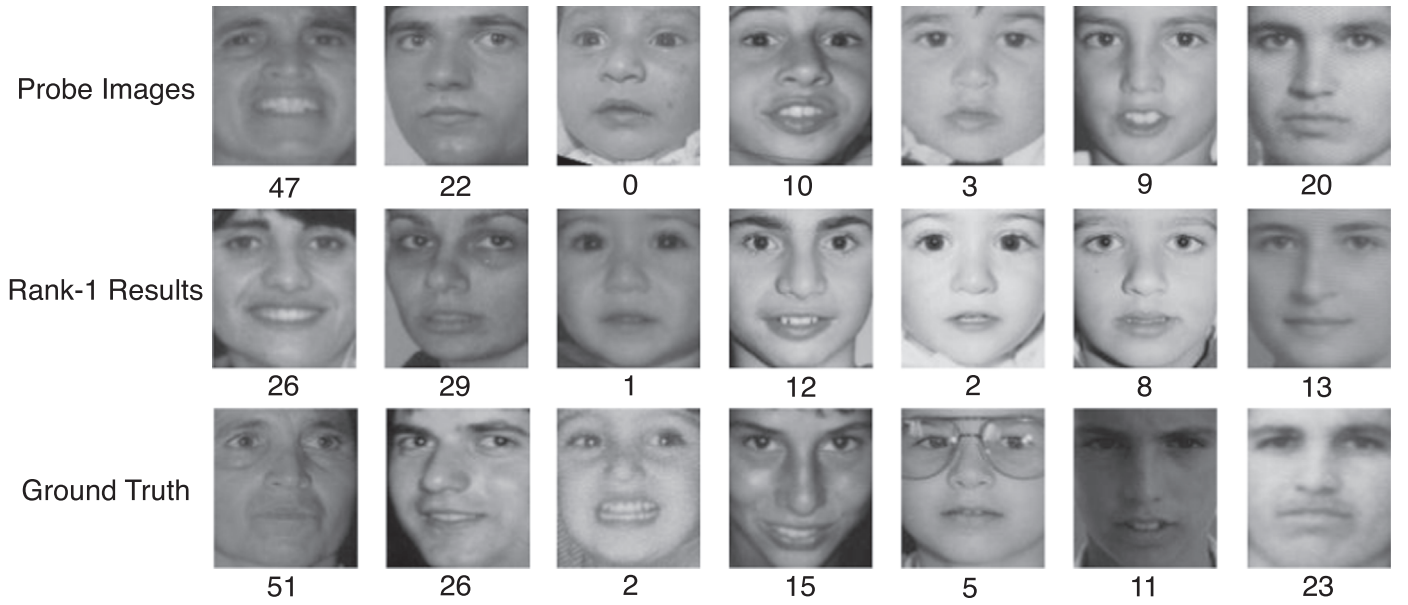 Probe Images
47 22 0 10 3 9 20
Rank-1 Results
26 29 1 12 2 8 13
Ground Truth
51 26 2 15 5 11 23